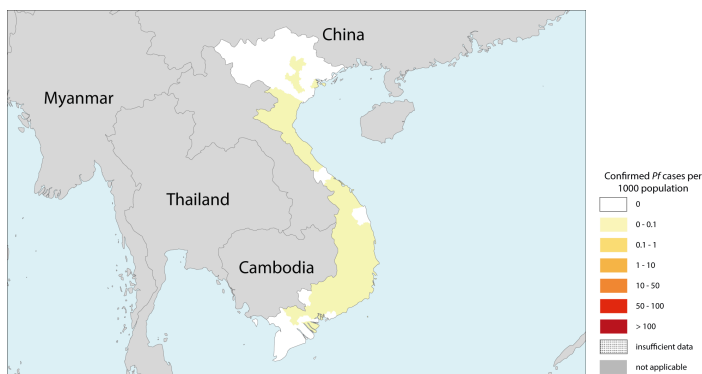 China
Myanmar
Thailand
Cambodia
Confirmed Pf cases per
1000 population
0
0 - 0.1
0.1 - 1
1 - 10
10 - 50
50 - 100
> 100
insufficient data
not applicable